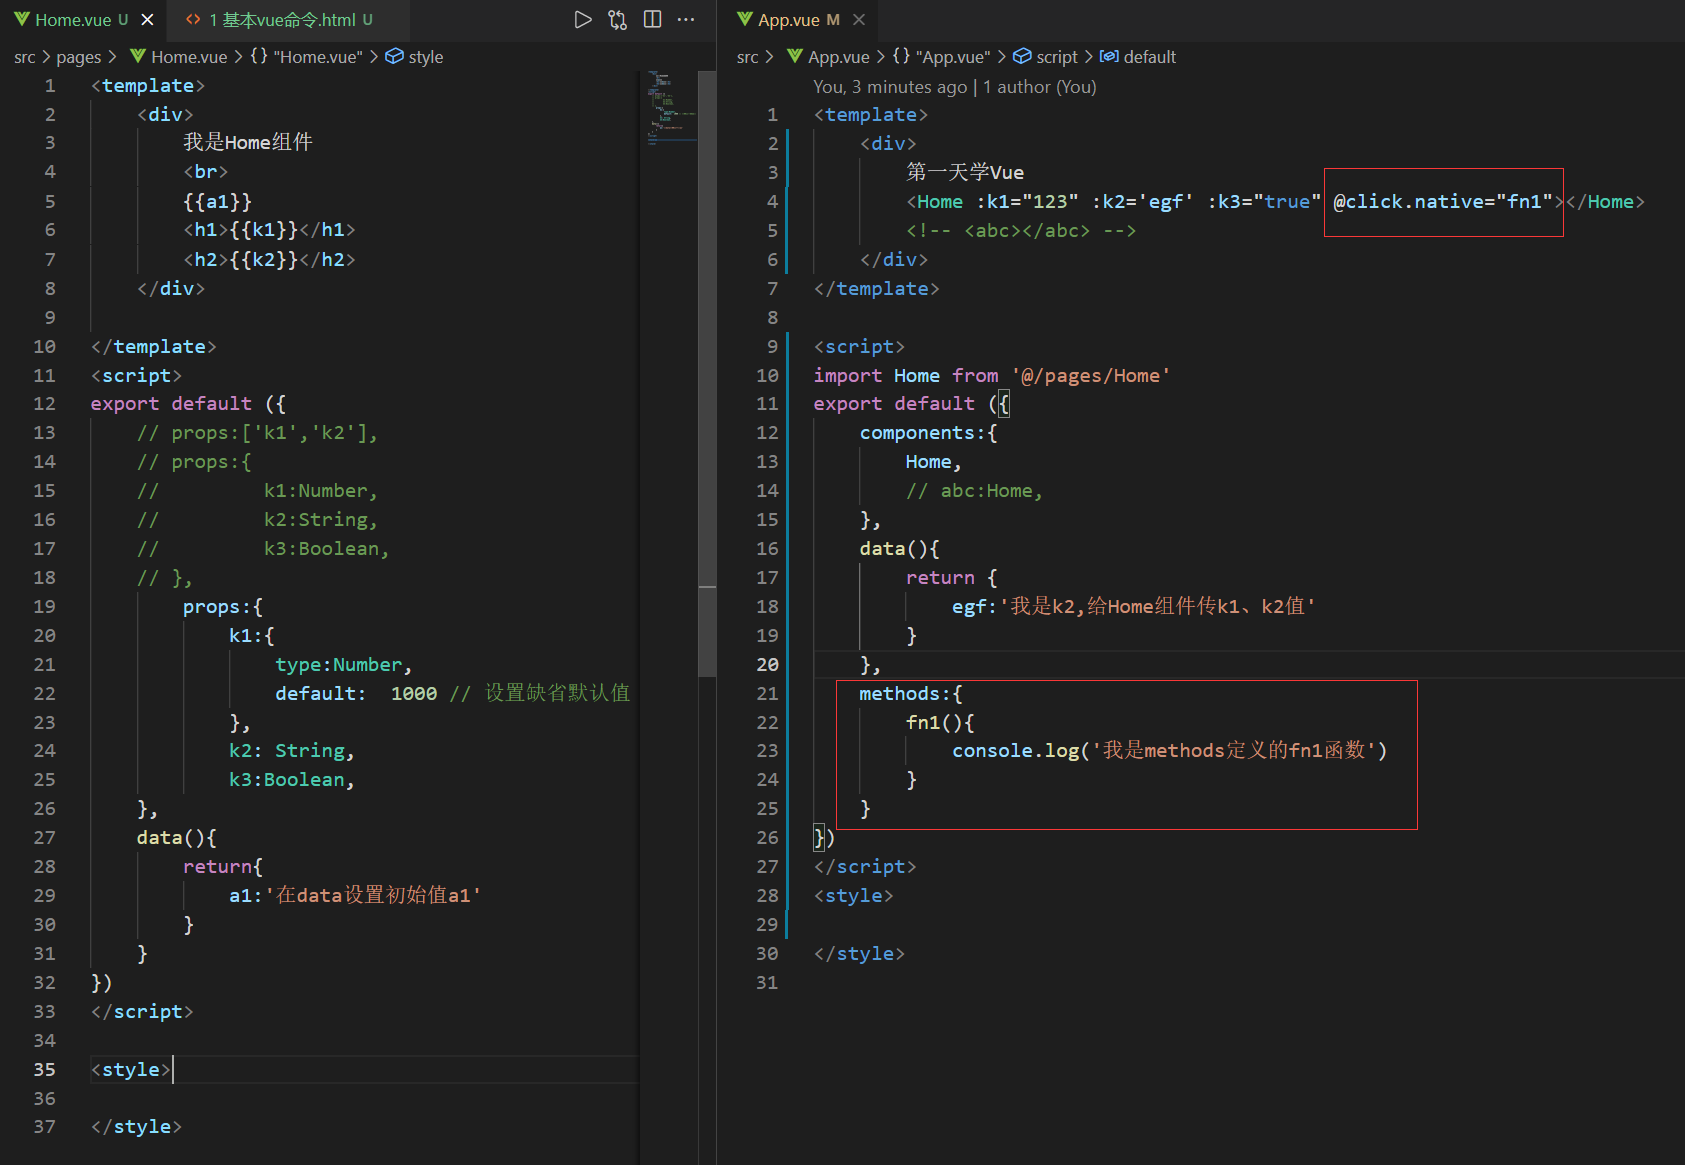 Home.vue U
1 基本vue命令.html U
src > pages > Home.vue > {} "Home.vue" > style
1 <template>
2 <div>
3 我是Home组件
4 <br>
5 {{a1}}
6 <h1>{{k1}}</h1>
7 <h2>{{k2}}</h2>
8 </div>
9
10 </template>
11 <script>
12 export default ({
13 // props:['k1','k2'],
14 // props:{
15 // k1:Number,
16 // k2:String,
17 // k3:Boolean,
18 // },
19 props:{
20 k1:{
21 type:Number,
22 default: 1000 // 设置缺省默认值
23 },
24 k2: String,
25 k3:Boolean,
26 },
27 data(){
28 return{
29 a1:'在data设置初始值a1'
30 }
31 }
32 })
33 </script>
34
35 <style>
36
37 </style>
App.vue M
src > App.vue > {} "App.vue" > script > default
You, 3 minutes ago | 1 author (You)
1 <template>
2 <div>
3 第一天学Vue
4 <Home :k1="123" :k2='egf' :k3="true" @click.native="fn1"></Home>
5 <!-- <abc></abc> -->
6 </div>
7 </template>
8
9 <script>
10 import Home from '@/pages/Home'
11 export default ({
12 components:{
13 Home,
14 // abc:Home,
15 },
16 data(){
17 return {
18 egf:'我是k2,给Home组件传k1、k2值'
19 }
20 },
21 methods:{
22 fn1(){
23 console.log('我是methods定义的fn1函数')
24 }
25 }
26 })
27 </script>
28 <style>
29
30 </style>
31